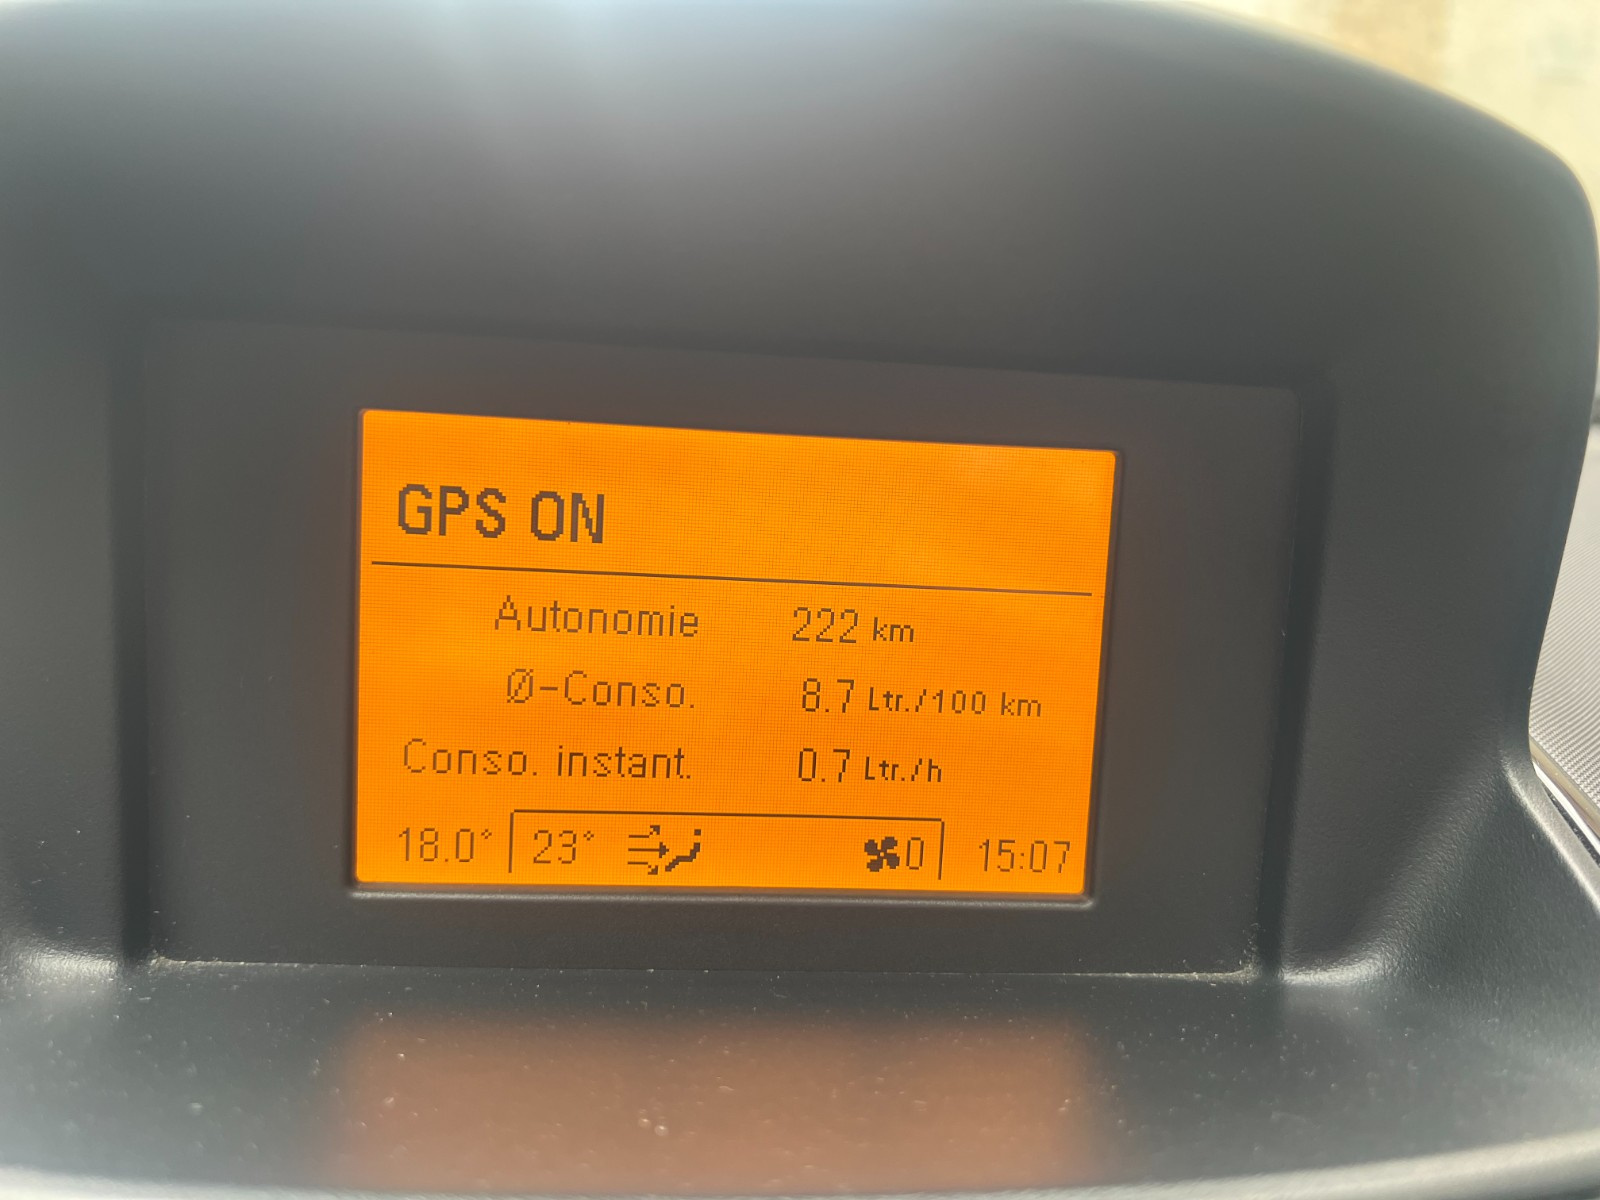 GPS ON
Autonomie 222 km
Ø-Conso. 8.7 Ltr./100 km
Conso. instant. 0.7 Ltr./h
18.0° 23° 0 15:07